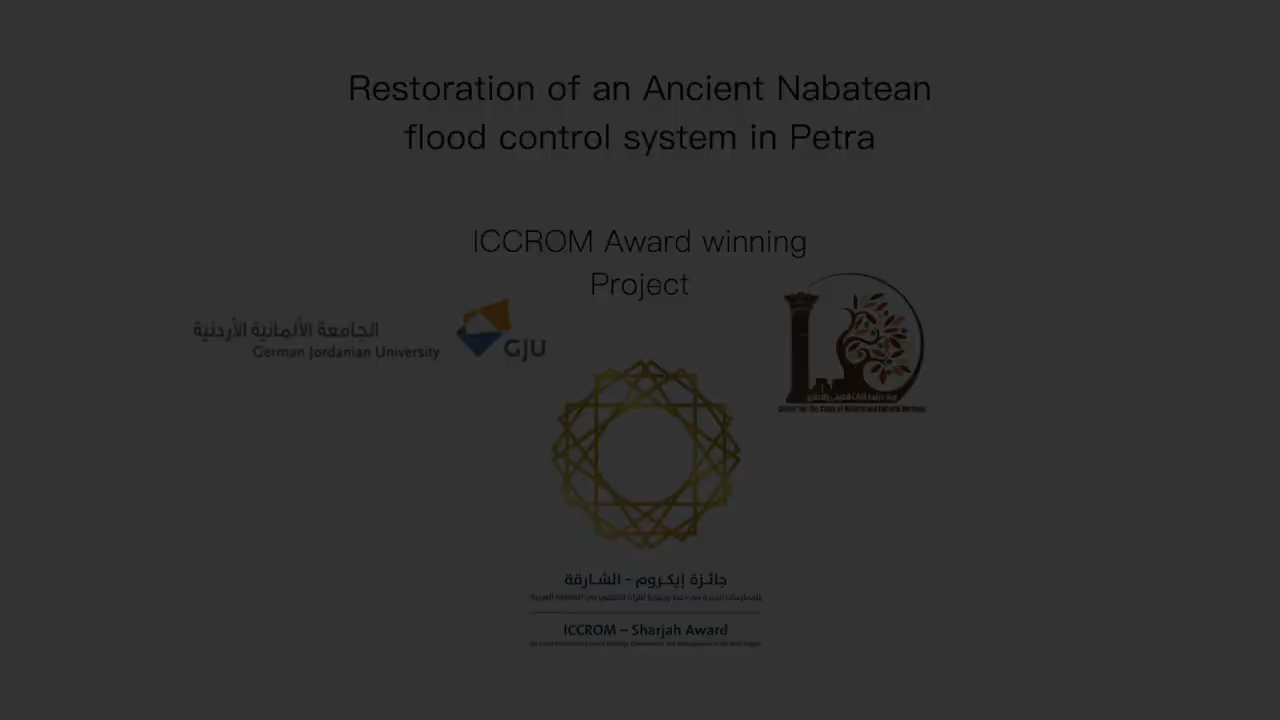 Restoration of an Ancient Nabatean
flood control system in Petra
ICCROM Award winning
Project
الجامعة الألمانية الأردنية
German Jordanian University
GJU
جائزة إيكروم - الشارقة
ICCROM – Sharjah Award